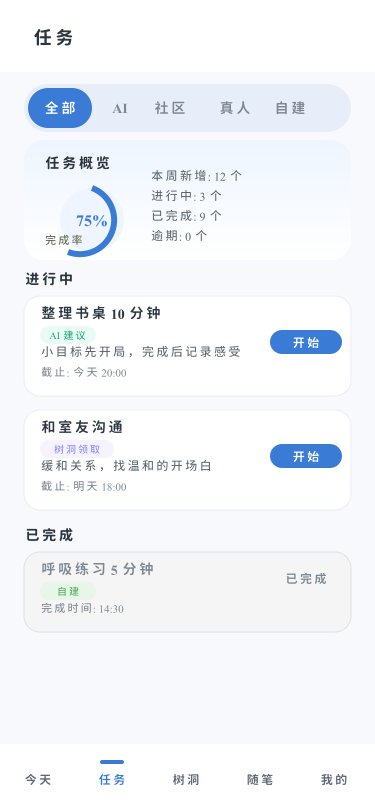 任务
全部 AI 社区 真人 自建
任务概览
本周新增: 12 个
进行中: 3 个
已完成: 9 个
逾期: 0 个
75%
完成率
进行中
整理书桌 10 分钟
AI 建议
小目标先开局，完成后记录感受
截止: 今天 20:00
开始
和室友沟通
树洞领取
缓和关系，找温和的开场白
截止: 明天 18:00
开始
已完成
呼吸练习 5 分钟
自建
完成时间: 14:30
已完成
今天 任务 树洞 随笔 我的